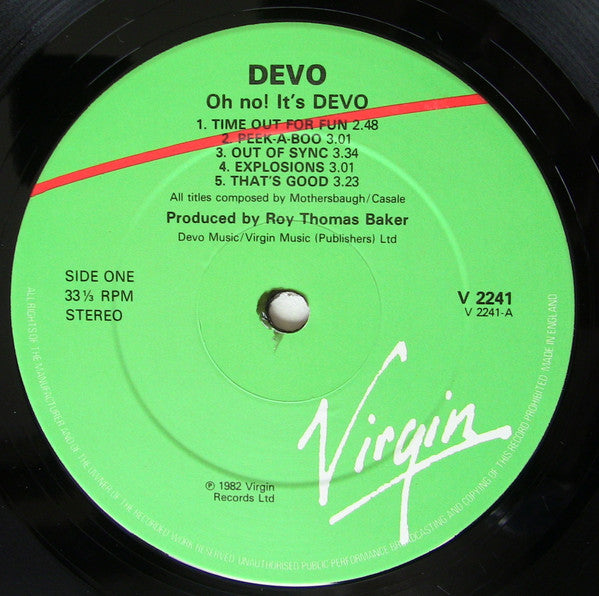 DEVO
Oh no! It's DEVO
1. TIME OUT FOR FUN 2.48
2. PEEK-A-BOO 3.01
3. OUT OF SYNC 3.34
4. EXPLOSIONS 3.01
5. THAT'S GOOD 3.23
All titles composed by Mothersbaugh/Casale
Produced by Roy Thomas Baker
Devo Music/Virgin Music (Publishers) Ltd
SIDE ONE
33⅓ RPM
STEREO
V 2241
V 2241-A
Virgin
℗ 1982 Virgin
Records Ltd
ALL RIGHTS OF THE MANUFACTURER AND OF THE OWNER OF THE RECORDED WORK RESERVED. UNAUTHORISED PUBLIC PERFORMANCE BROADCASTING AND COPYING OF THIS RECORD PROHIBITED. MADE IN ENGLAND